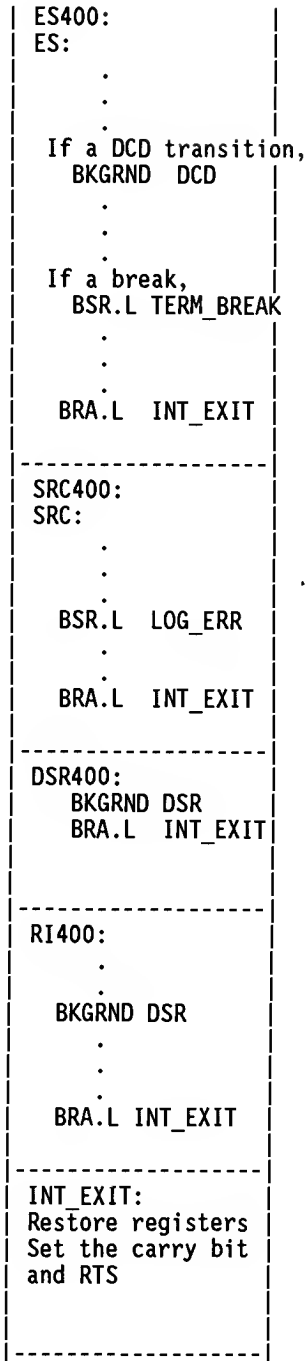 ES400:
ES:
.
.
.
If a DCD transition,
BKGRND DCD
.
.
.
If a break,
BSR.L TERM_BREAK
.
.
.
BRA.L INT_EXIT
-------------------
SRC400:
SRC:
.
.
.
BSR.L LOG_ERR
.
.
BRA.L INT_EXIT
-------------------
DSR400:
BKGRND DSR
BRA.L INT_EXIT
-------------------
RI400:
.
.
BKGRND DSR
.
.
.
BRA.L INT_EXIT
-------------------
INT_EXIT:
Restore registers
Set the carry bit
and RTS
-------------------